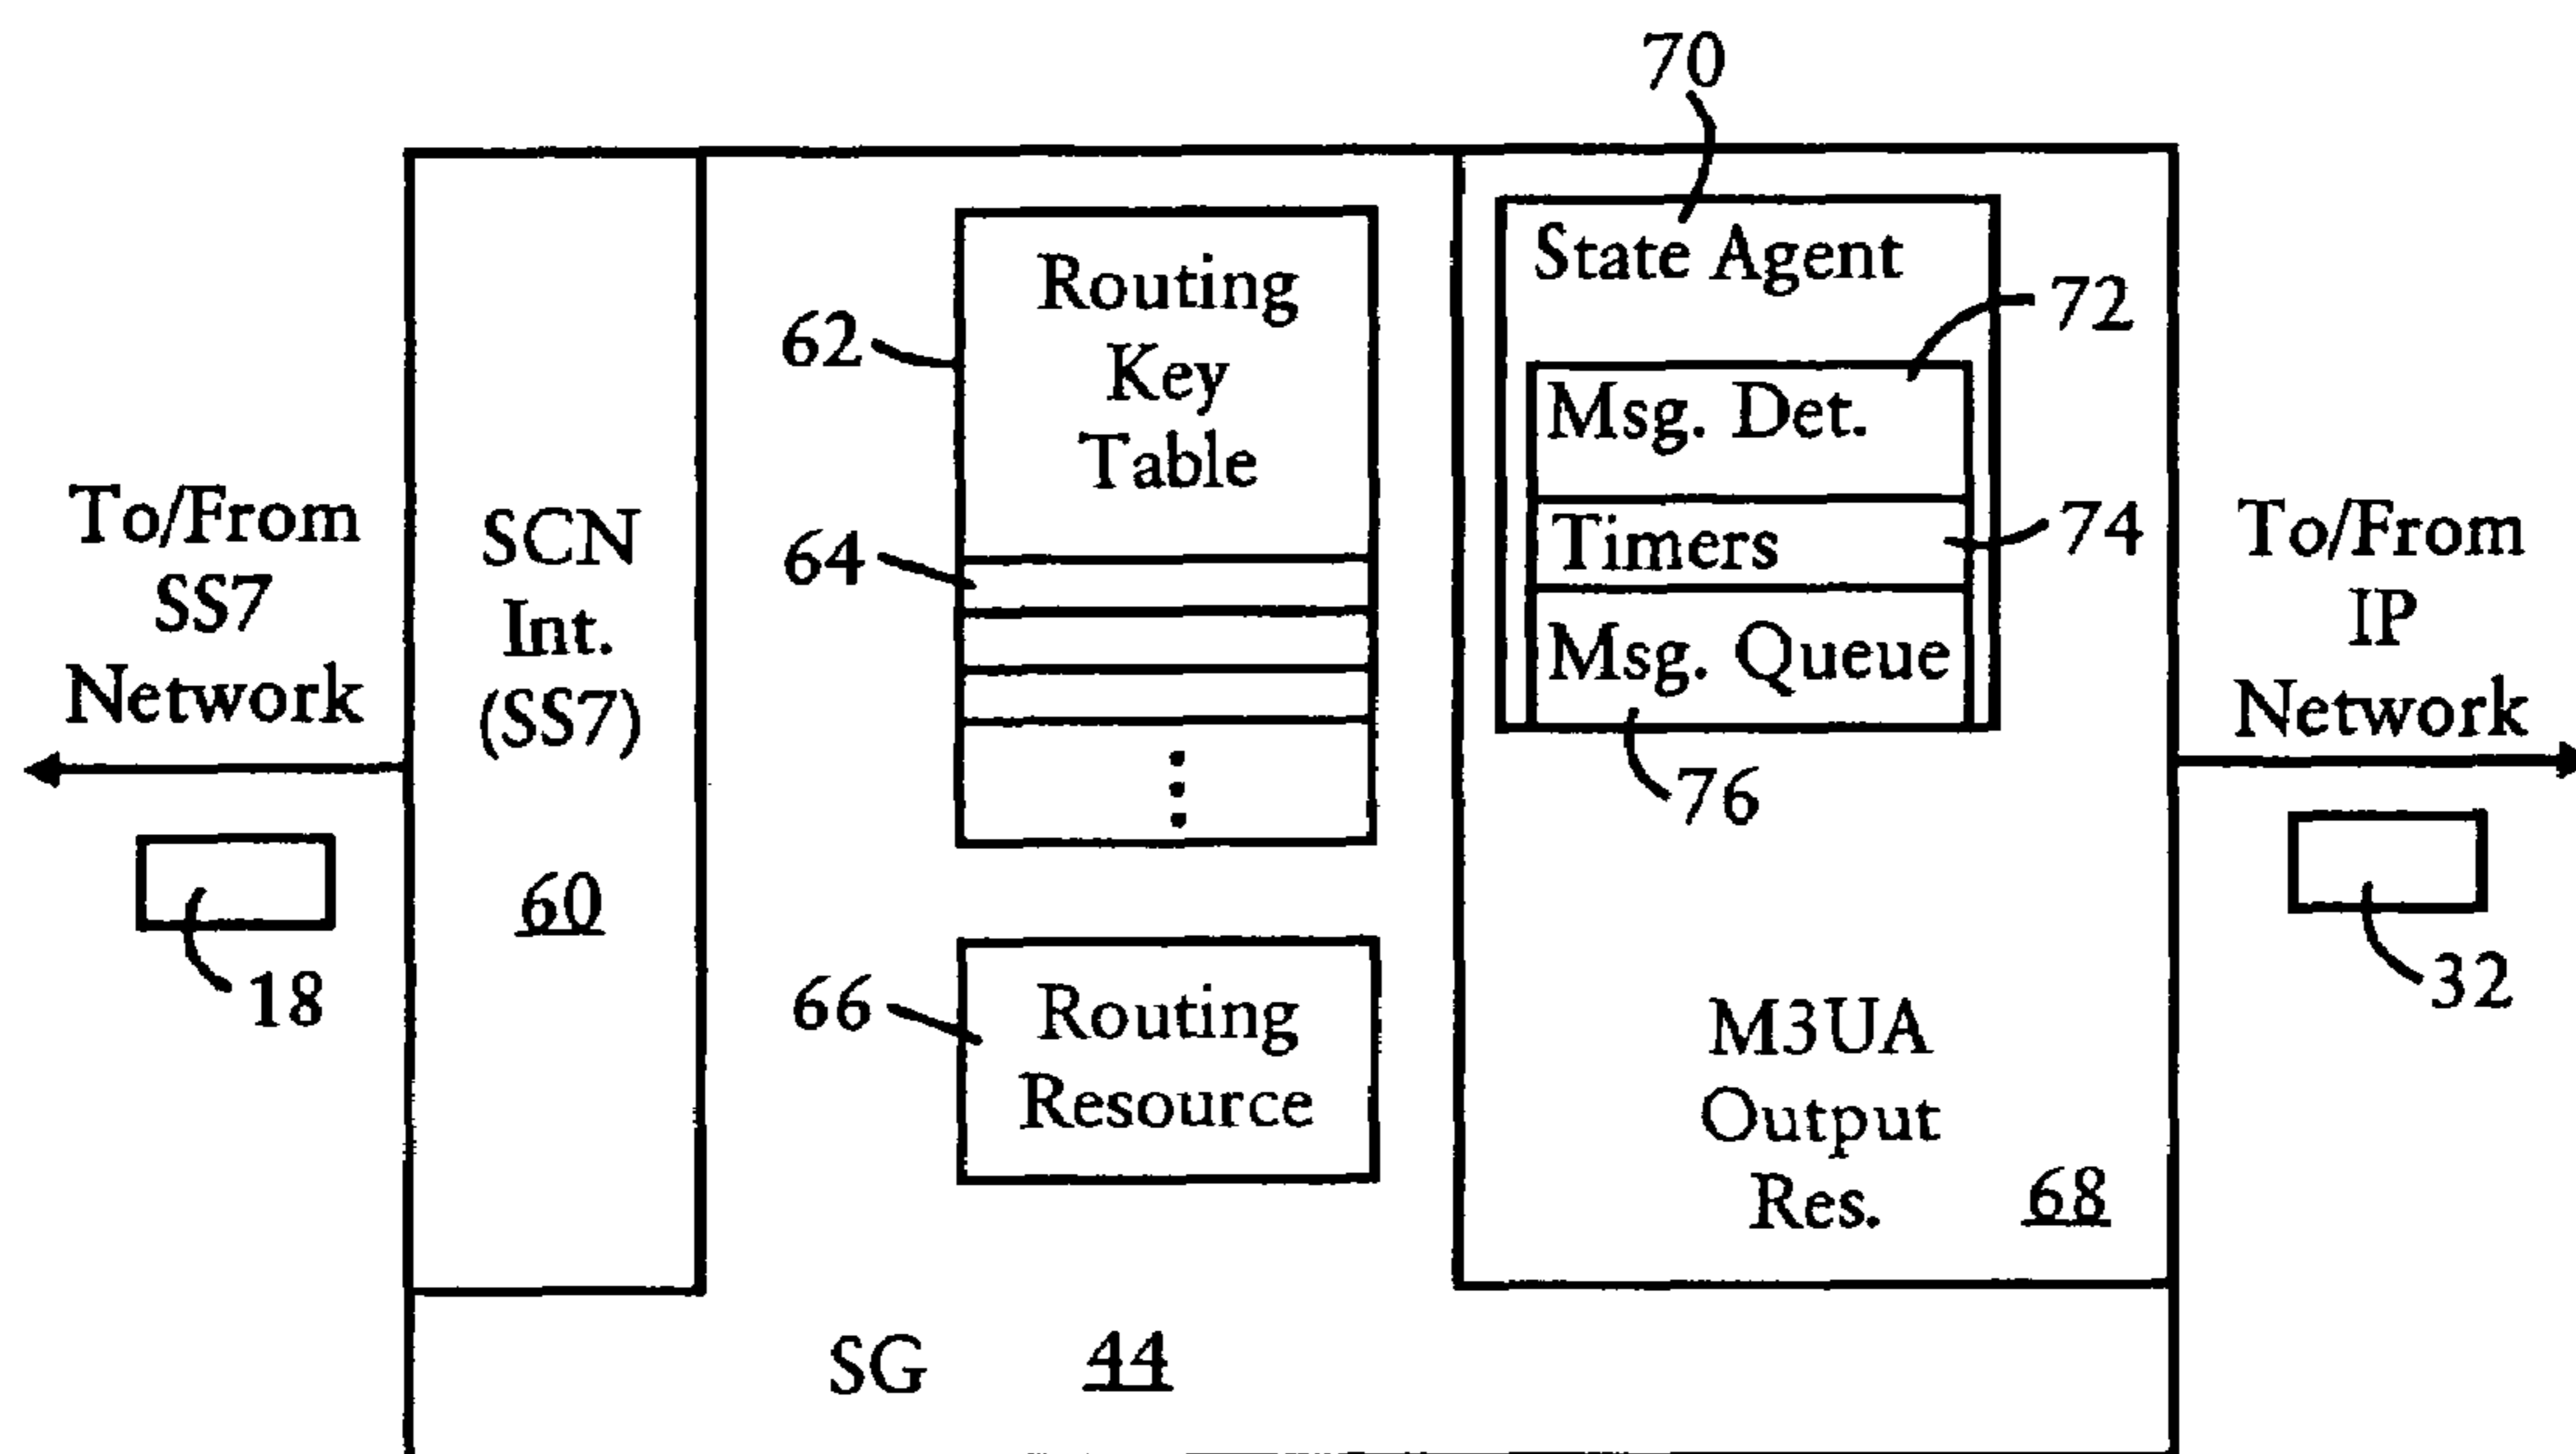 70
State Agent
72
Msg. Det.
Timers
74
Msg. Queue
76
Routing
Key
Table
62
64
66
Routing
Resource
To/From
SS7
Network
18
SCN
Int.
(SS7)
60
To/From
IP
Network
32
M3UA
Output
Res.
68
SG
44